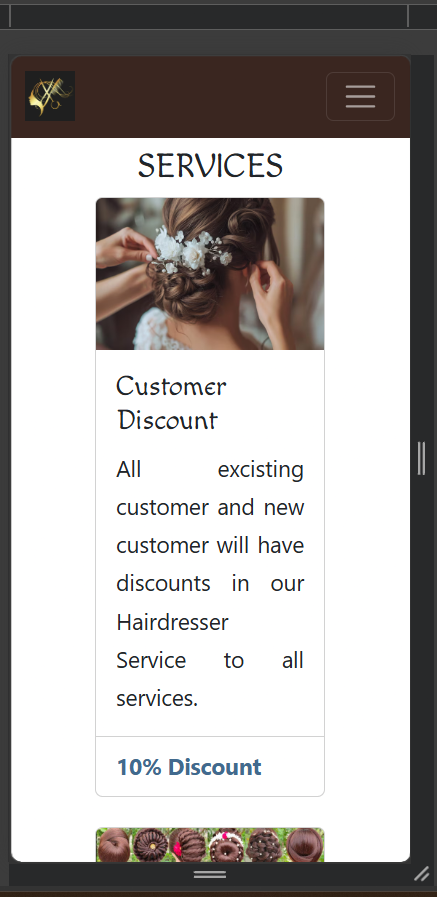 SERVICES
Customer
Discount
All excisting
customer and new
customer will have
discounts in our
Hairdresser
Service to all
services.
10% Discount